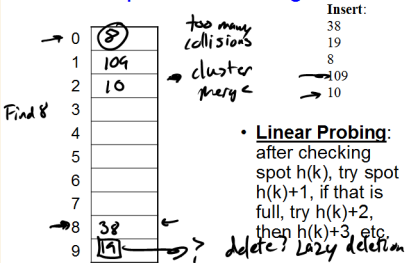 Insert:
38
19
8
109
10
too many
collisions
cluster
merge
Find 8
0 8
1 109
2 10
3
4
5
6
7
8 38
9 19 ? delete? Lazy deletion
• Linear Probing:
after checking
spot h(k), try spot
h(k)+1, if that is
full, try h(k)+2,
then h(k)+3, etc.